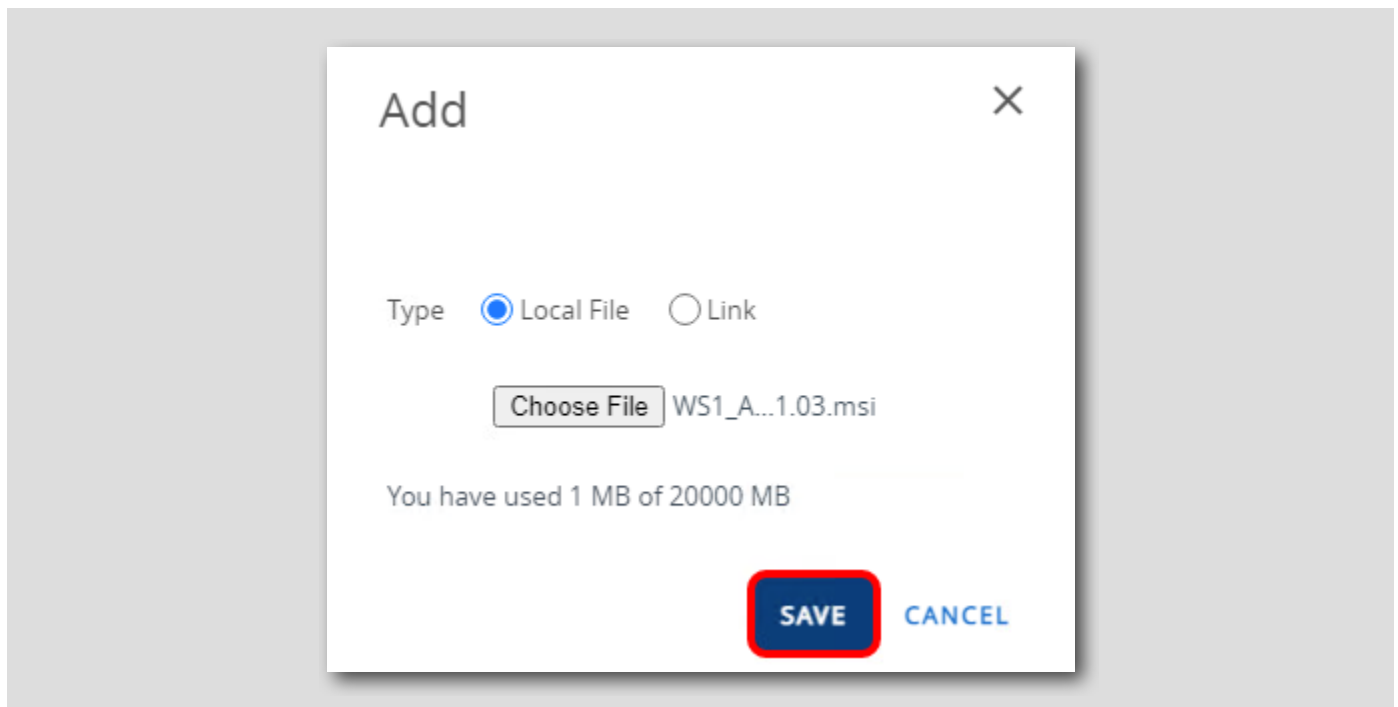 Add
Type Local File Link
Choose File WS1_A...1.03.msi
You have used 1 MB of 20000 MB
SAVE CANCEL